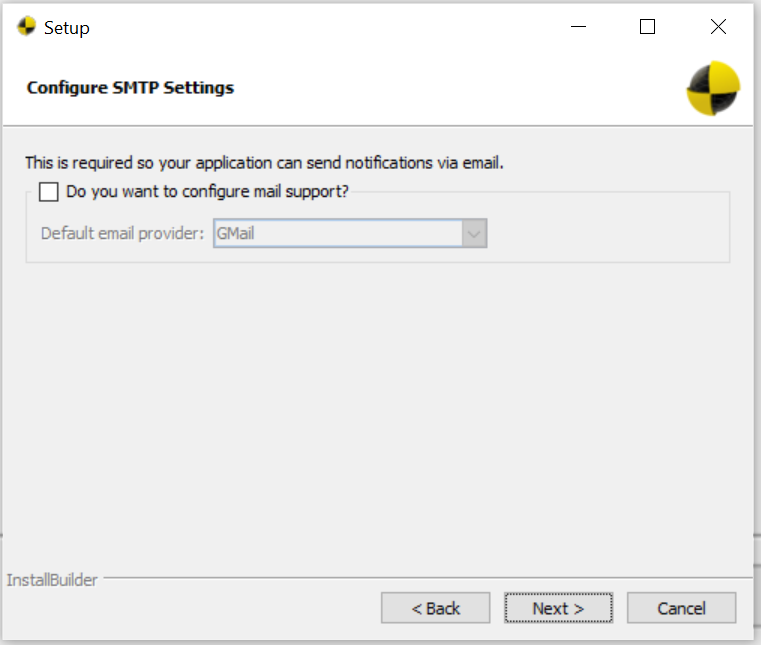 Setup
Configure SMTP Settings
This is required so your application can send notifications via email.
Do you want to configure mail support?
Default email provider: GMail
InstallBuilder
< Back Next > Cancel